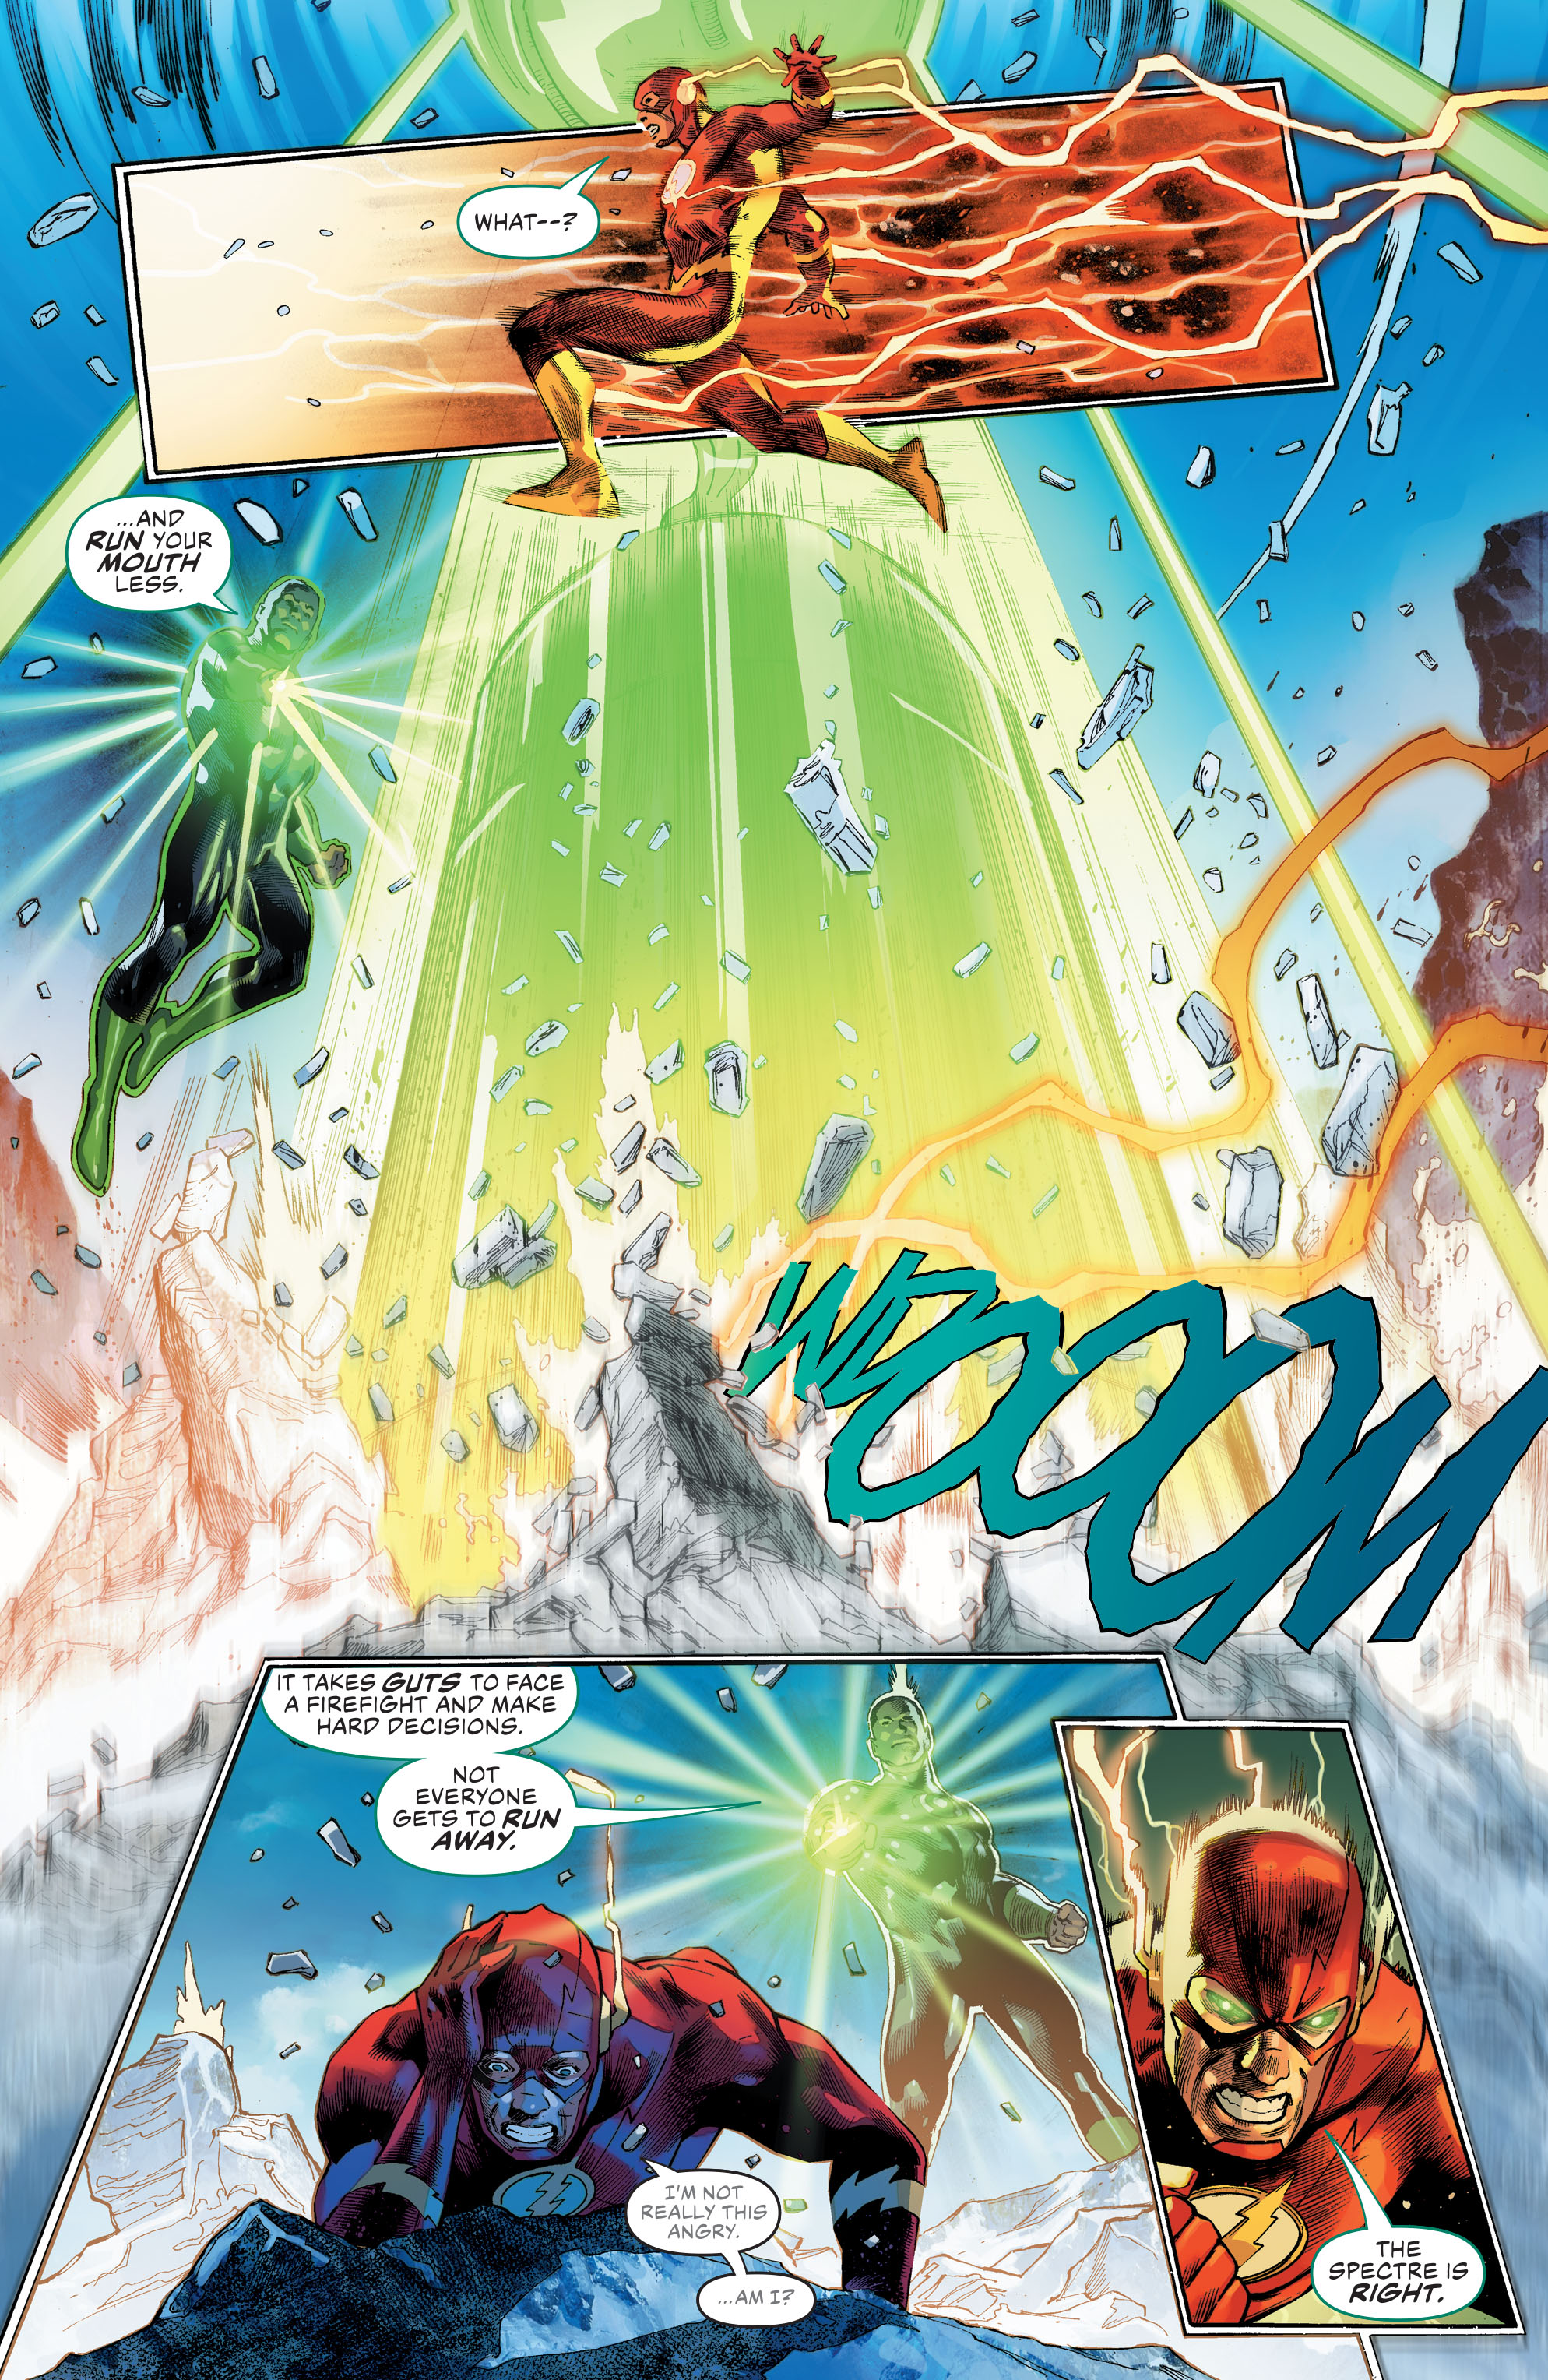 WHAT--?
...AND
RUN YOUR
MOUTH
LESS.
WOOOM
IT TAKES GUTS TO FACE
A FIREFIGHT AND MAKE
HARD DECISIONS.
NOT
EVERYONE
GETS TO RUN
AWAY.
I'M NOT
REALLY THIS
ANGRY.
...AM I?
THE
SPECTRE IS
RIGHT.